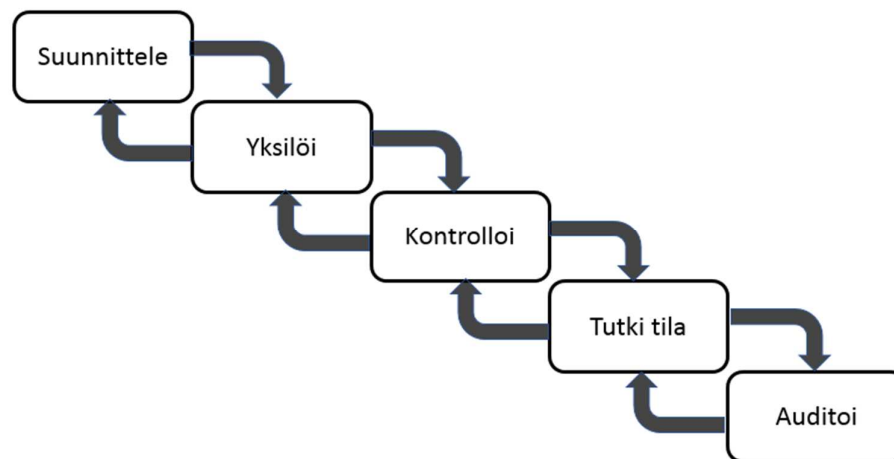 Suunnittele
Yksilöi
Kontrolloi
Tutki tila
Auditoi